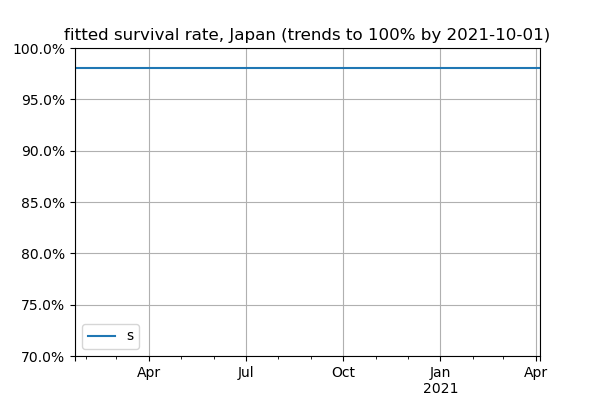 fitted survival rate, Japan (trends to 100% by 2021-10-01)
100.0%
95.0%
90.0%
85.0%
80.0%
75.0%
70.0%
s
Apr Jul Oct Jan Apr
2021